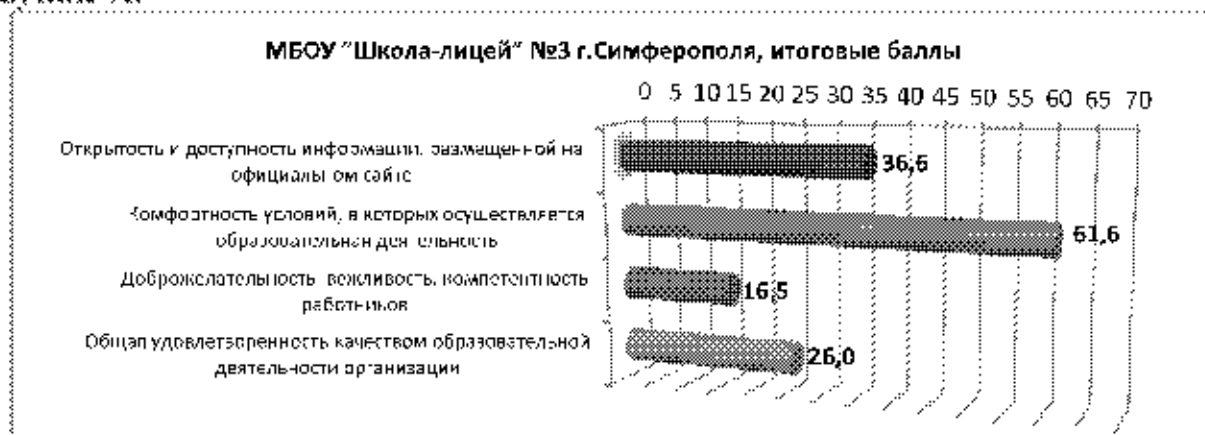 МБОУ "Школа-лицей" №3 г.Симферополя, итоговые баллы
0 5 10 15 20 25 30 35 40 45 50 55 60 65 70
Открытость и доступность информации, размещенной на
официальном сайте
36,6
Комфортность условий, в которых осуществляется
образовательная деятельность
61,6
Доброжелательность, вежливость, компетентность
работников
16,5
Общая удовлетворенность качеством образовательной
деятельности организации
26,0